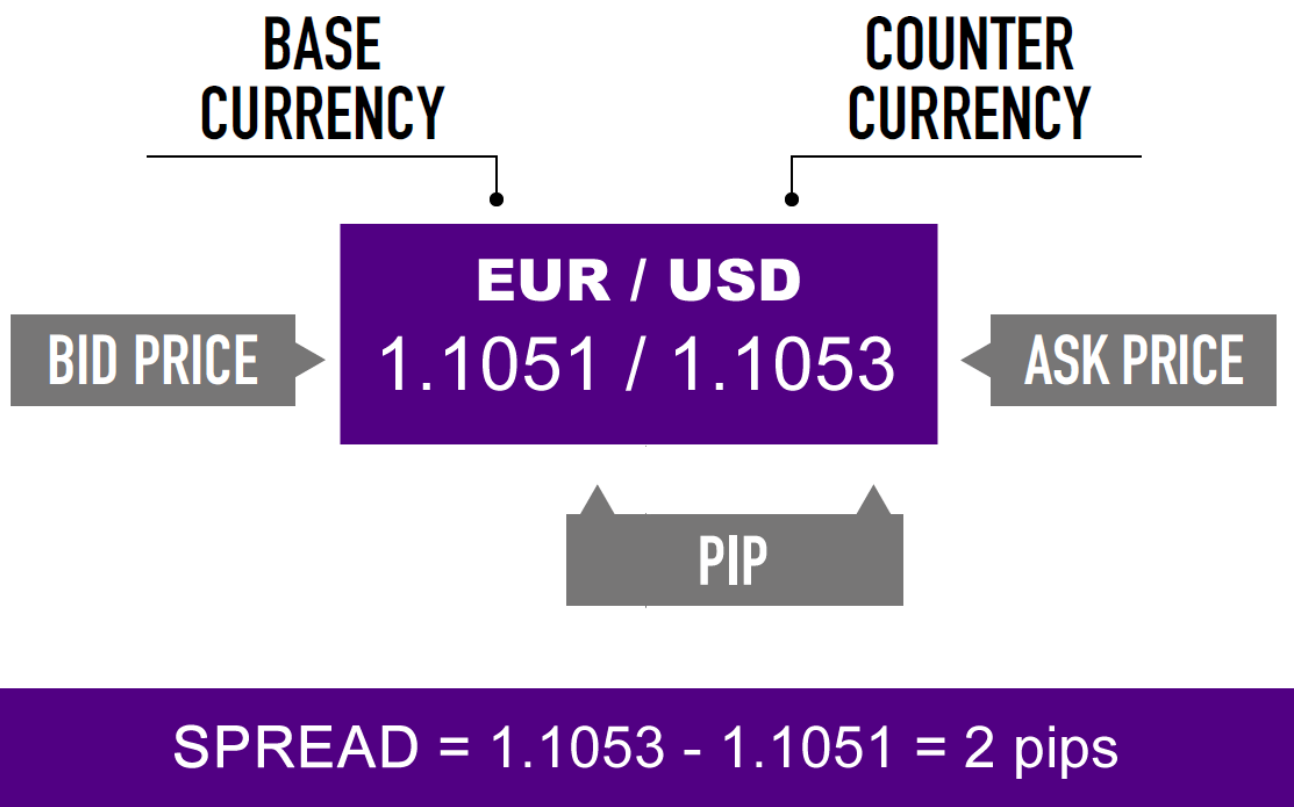 BASE
CURRENCY
COUNTER
CURRENCY
EUR / USD
BID PRICE
1.1051 / 1.1053
ASK PRICE
PIP
SPREAD = 1.1053 - 1.1051 = 2 pips